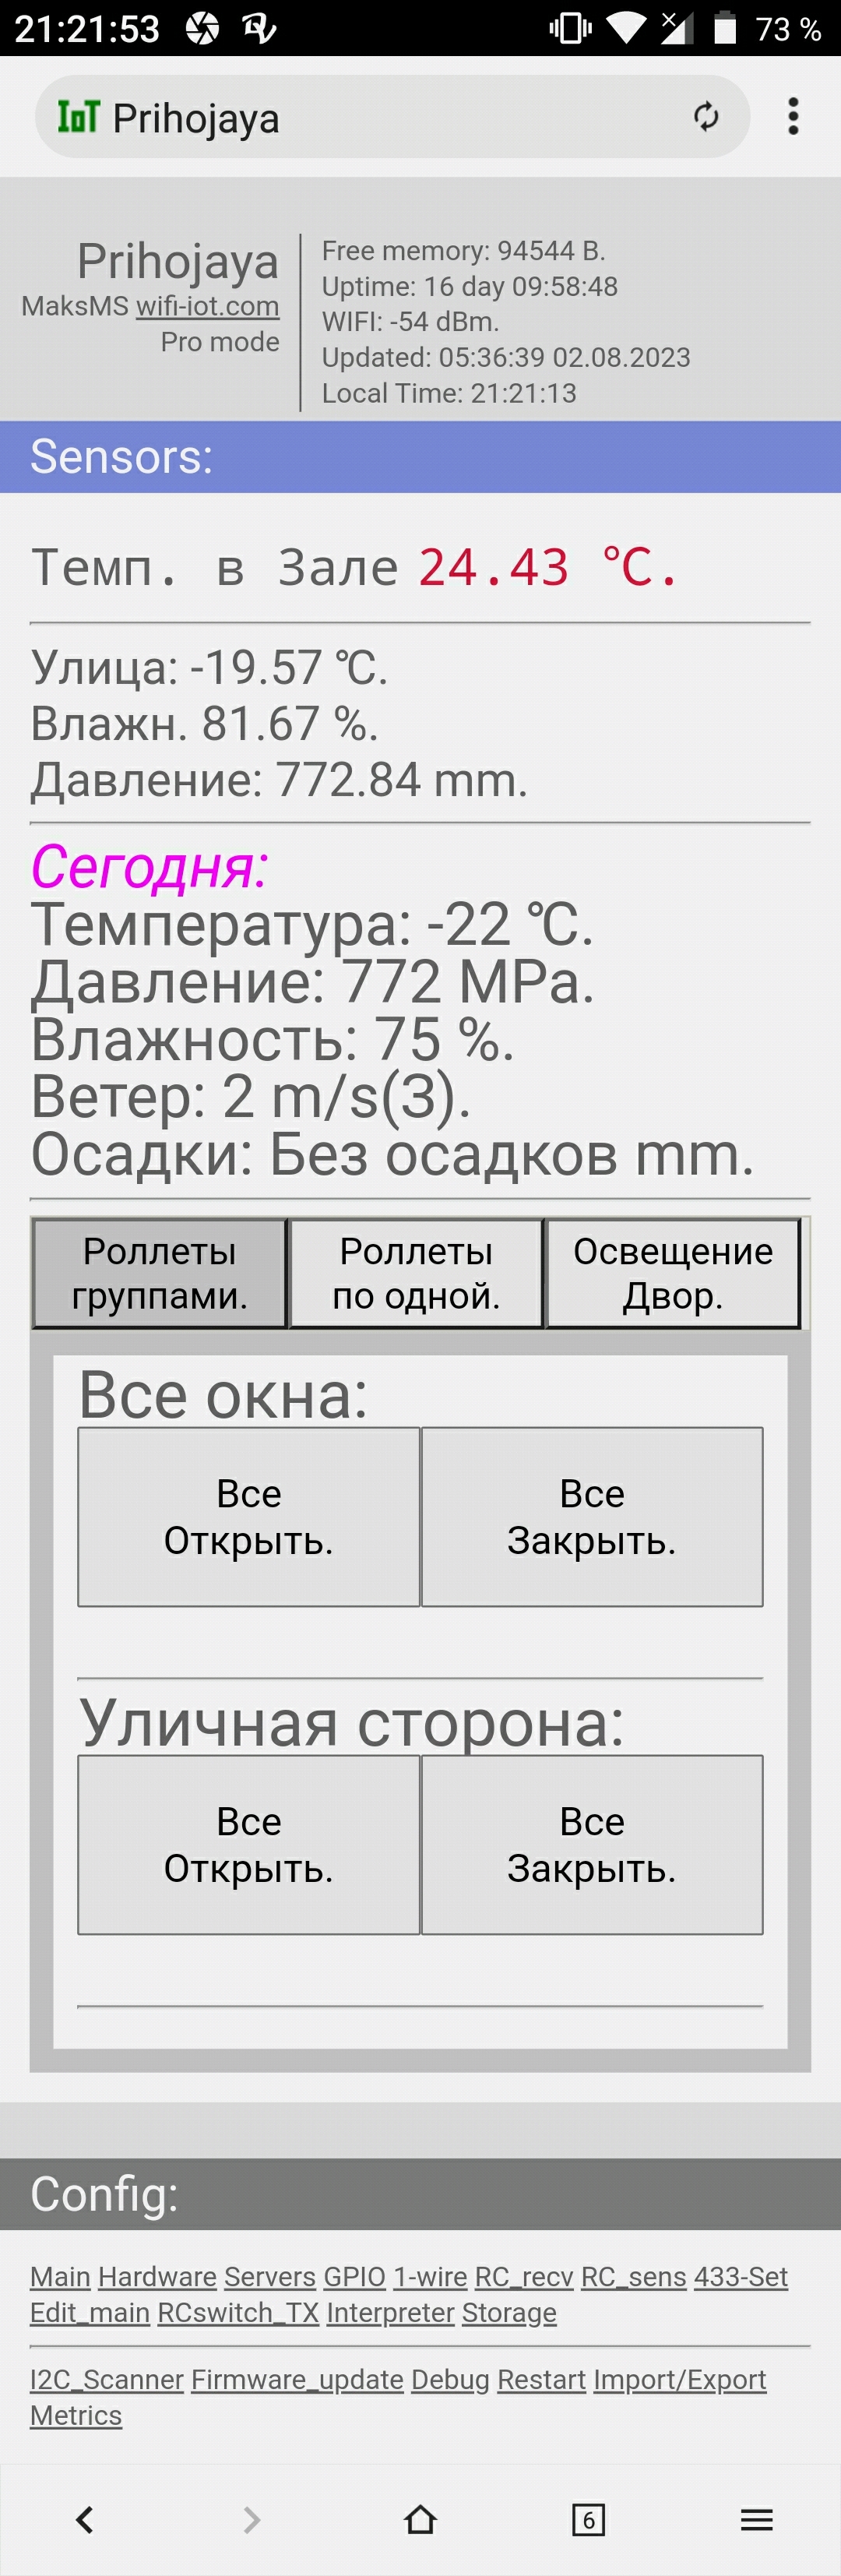 21:21:53 73 %
IoT Prihojaya
Prihojaya
MaksMS wifi-iot.com
Pro mode
Free memory: 94544 B.
Uptime: 16 day 09:58:48
WIFI: -54 dBm.
Updated: 05:36:39 02.08.2023
Local Time: 21:21:13
Sensors:
Темп. в Зале 24.43 °C.
Улица: -19.57 °C.
Влажн. 81.67 %.
Давление: 772.84 mm.
Сегодня:
Температура: -22 °C.
Давление: 772 MPa.
Влажность: 75 %.
Ветер: 2 m/s(З).
Осадки: Без осадков mm.
Роллеты
группами.
Роллеты
по одной.
Освещение
Двор.
Все окна:
Все
Открыть.
Все
Закрыть.
Уличная сторона:
Все
Открыть.
Все
Закрыть.
Config:
Main Hardware Servers GPIO 1-wire RC_recv RC_sens 433-Set
Edit_main RCswitch_TX Interpreter Storage
I2C_Scanner Firmware_update Debug Restart Import/Export
Metrics
6